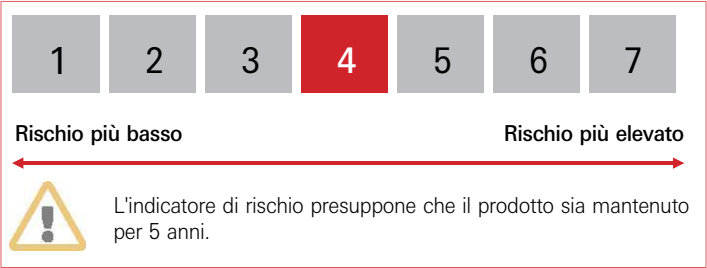 1 2 3 4 5 6 7
Rischio più basso Rischio più elevato
L'indicatore di rischio presuppone che il prodotto sia mantenuto
per 5 anni.